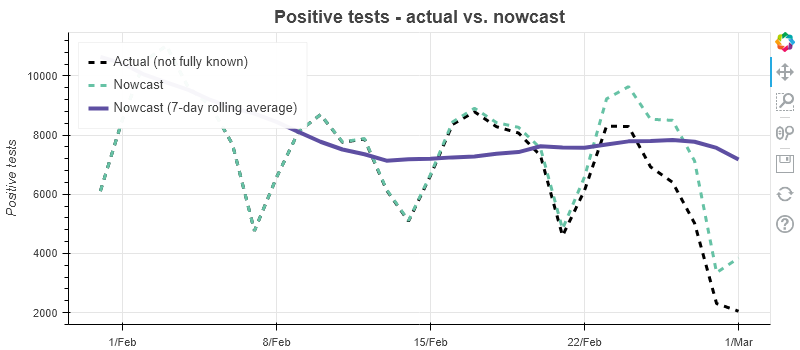 Positive tests - actual vs. nowcast
Actual (not fully known)
Nowcast
Nowcast (7-day rolling average)
Positive tests
10000
8000
6000
4000
2000
1/Feb
8/Feb
15/Feb
22/Feb
1/Mar